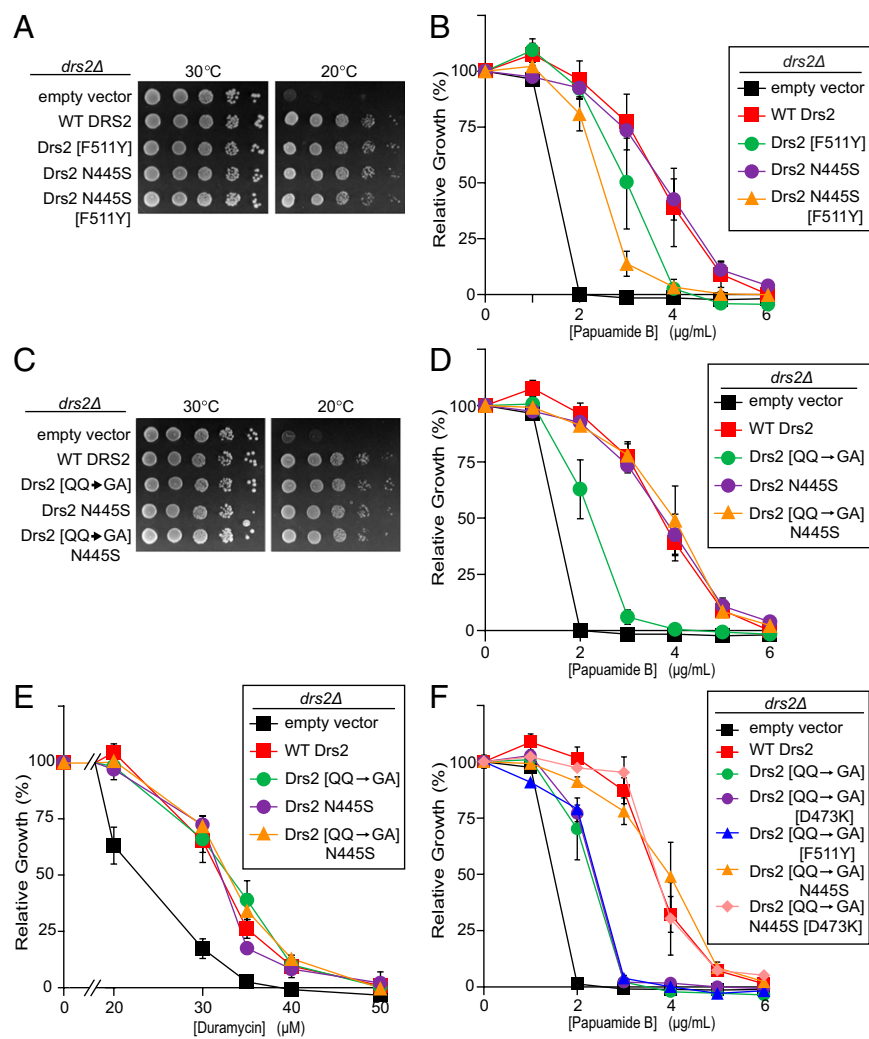 A
drs2Δ
30°C
20°C
empty vector
WT DRS2
Drs2 [F511Y]
Drs2 N445S
Drs2 N445S
[F511Y]
B
Relative Growth (%)
100
75
50
25
0
0
2
4
6
[Papuamide B] (µg/mL)
drs2Δ
empty vector
WT Drs2
Drs2 [F511Y]
Drs2 N445S
Drs2 N445S
[F511Y]
C
drs2Δ
30°C
20°C
empty vector
WT DRS2
Drs2 [QQ➔GA]
Drs2 N445S
Drs2 [QQ➔GA]
N445S
D
Relative Growth (%)
100
75
50
25
0
0
2
4
6
[Papuamide B] (µg/mL)
drs2Δ
empty vector
WT Drs2
Drs2 [QQ→GA]
Drs2 N445S
Drs2 [QQ→GA]
N445S
E
Relative Growth (%)
100
75
50
25
0
0
20
30
40
50
[Duramycin] (µM)
drs2Δ
empty vector
WT Drs2
Drs2 [QQ→GA]
Drs2 N445S
Drs2 [QQ→GA]
N445S
F
Relative Growth (%)
100
75
50
25
0
0
2
4
6
[Papuamide B] (µg/mL)
drs2Δ
empty vector
WT Drs2
Drs2 [QQ→GA]
Drs2 [QQ→GA]
[D473K]
Drs2 [QQ→GA]
[F511Y]
Drs2 [QQ→GA]
N445S
Drs2 [QQ→GA]
N445S [D473K]